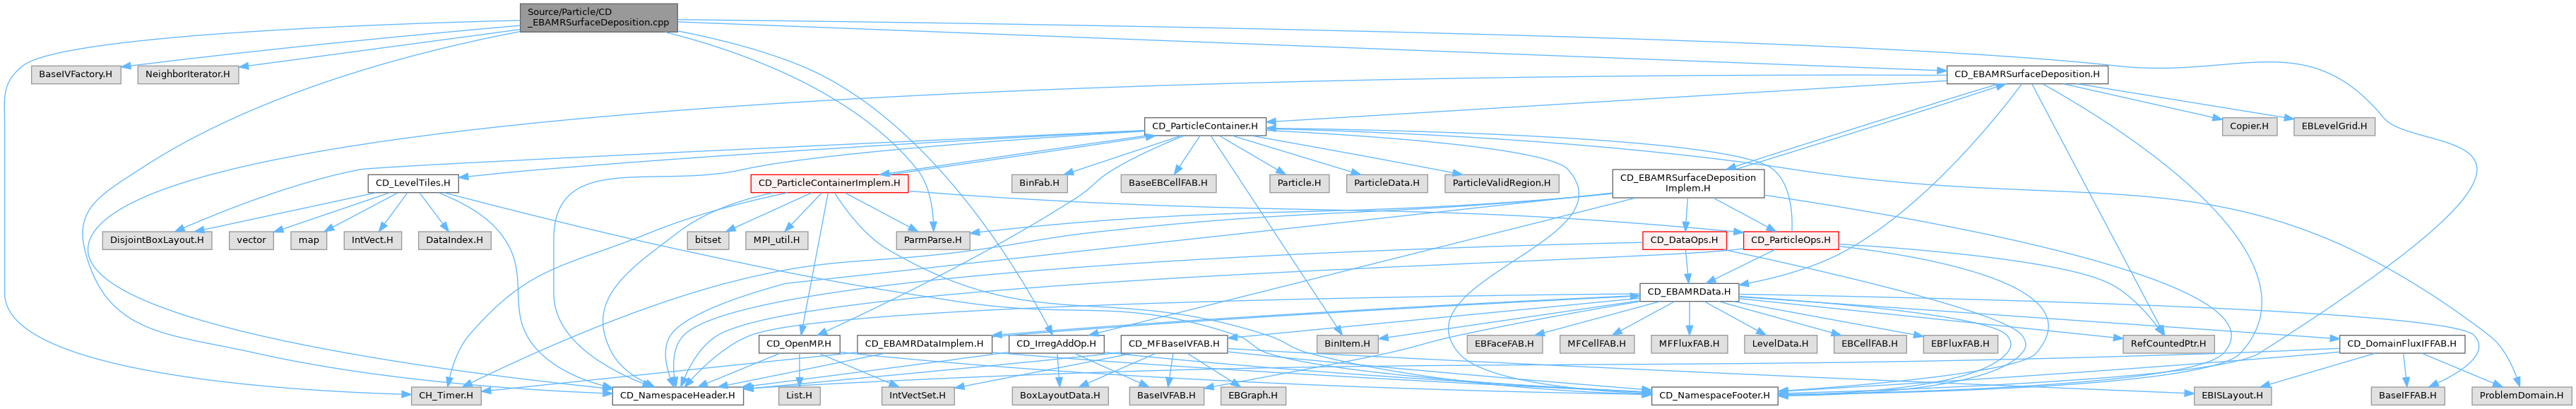 Source/Particle/CD
_EBAMRSurfaceDeposition.cpp
BaseIVFactory.H
NeighborIterator.H
CD_EBAMRSurfaceDeposition.H
CD_ParticleContainer.H
Copier.H
EBLevelGrid.H
CD_LevelTiles.H
CD_ParticleContainerImplem.H
BinFab.H
BaseEBCellFAB.H
Particle.H
ParticleData.H
ParticleValidRegion.H
CD_EBAMRSurfaceDeposition
Implem.H
DisjointBoxLayout.H
vector
map
IntVect.H
DataIndex.H
bitset
MPI_util.H
ParmParse.H
CD_DataOps.H
CD_ParticleOps.H
CD_EBAMRData.H
CD_OpenMP.H
CD_EBAMRDataImplem.H
CD_IrregAddOp.H
CD_MFBaseIVFAB.H
BinItem.H
EBFaceFAB.H
MFCellFAB.H
MFFluxFAB.H
LevelData.H
EBCellFAB.H
EBFluxFAB.H
RefCountedPtr.H
CD_DomainFluxIFFAB.H
CH_Timer.H
CD_NamespaceHeader.H
List.H
IntVectSet.H
BoxLayoutData.H
BaseIVFAB.H
EBGraph.H
CD_NamespaceFooter.H
EBISLayout.H
BaseIFFAB.H
ProblemDomain.H